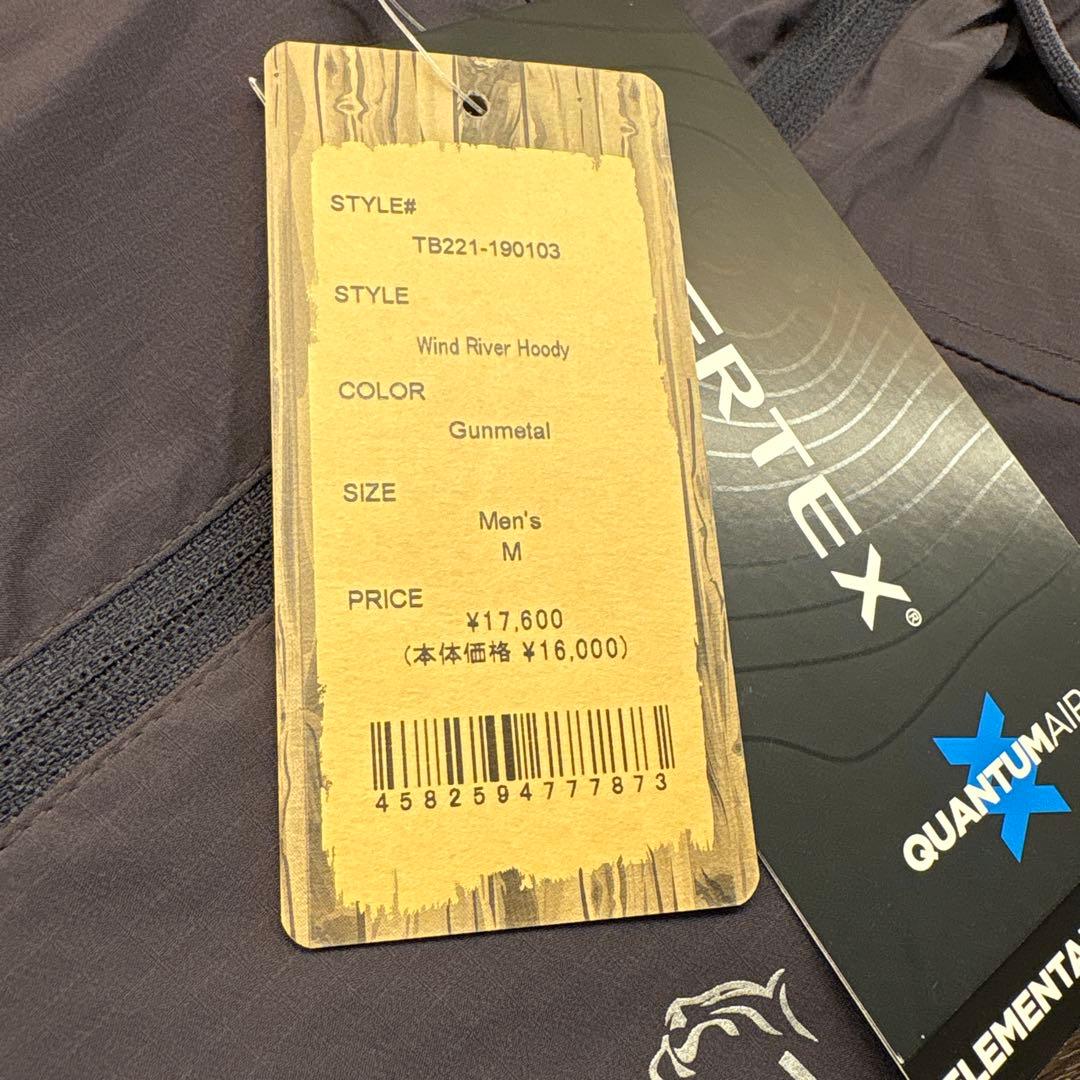 STYLE#
TB221-190103
STYLE
Wind River Hoody
COLOR
Gunmetal
SIZE
Men's
M
PRICE
¥17,600
(本体価格 ¥16,000)
4582594777873
ERTEX®
QUANTUMAIR
ELEMENTA